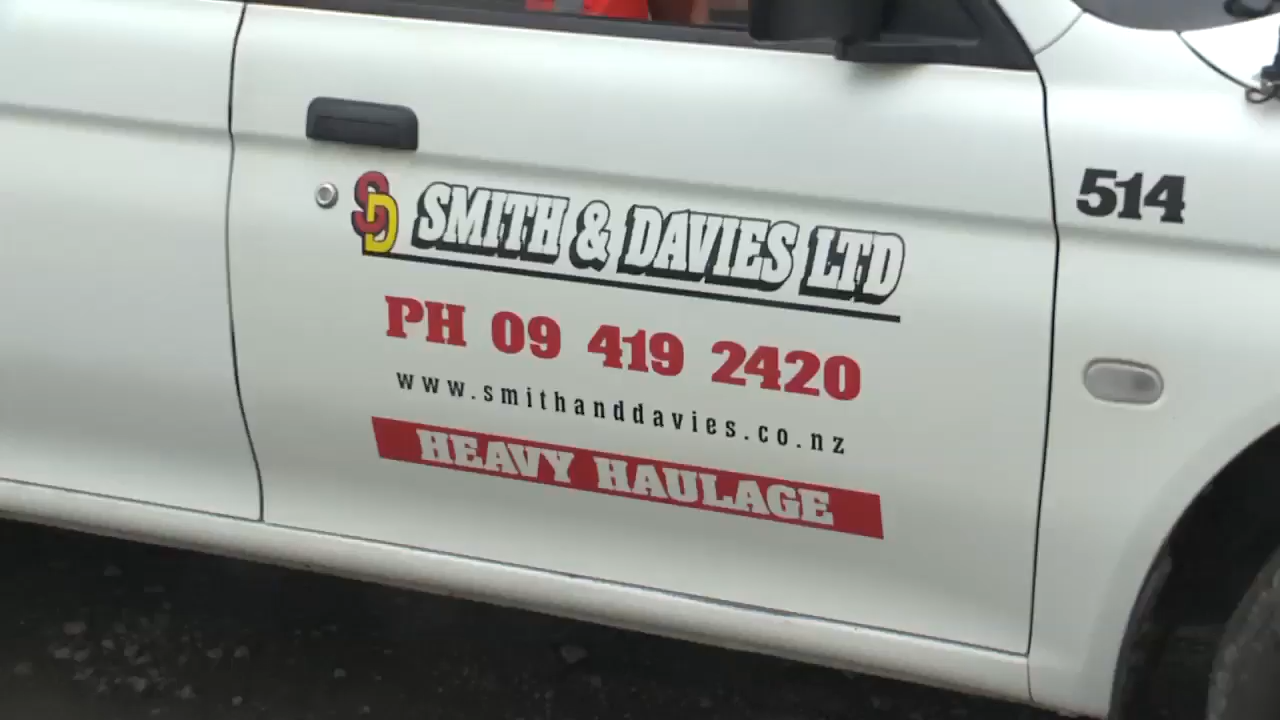 SD SMITH & DAVIES LTD
514
PH 09 419 2420
www.smithanddavies.co.nz
HEAVY HAULAGE